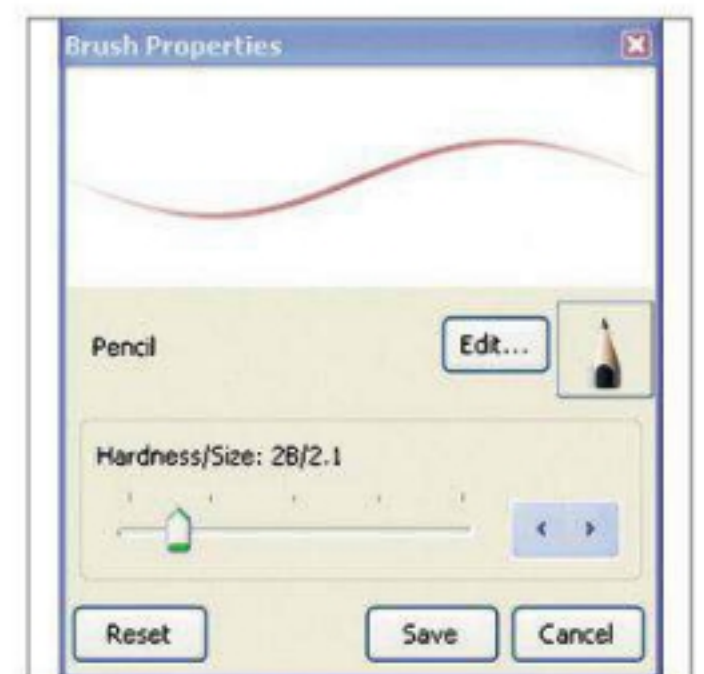 Brush Properties
Pencil
Edit...
Hardness/Size: 2B/2.1
Reset
Save
Cancel